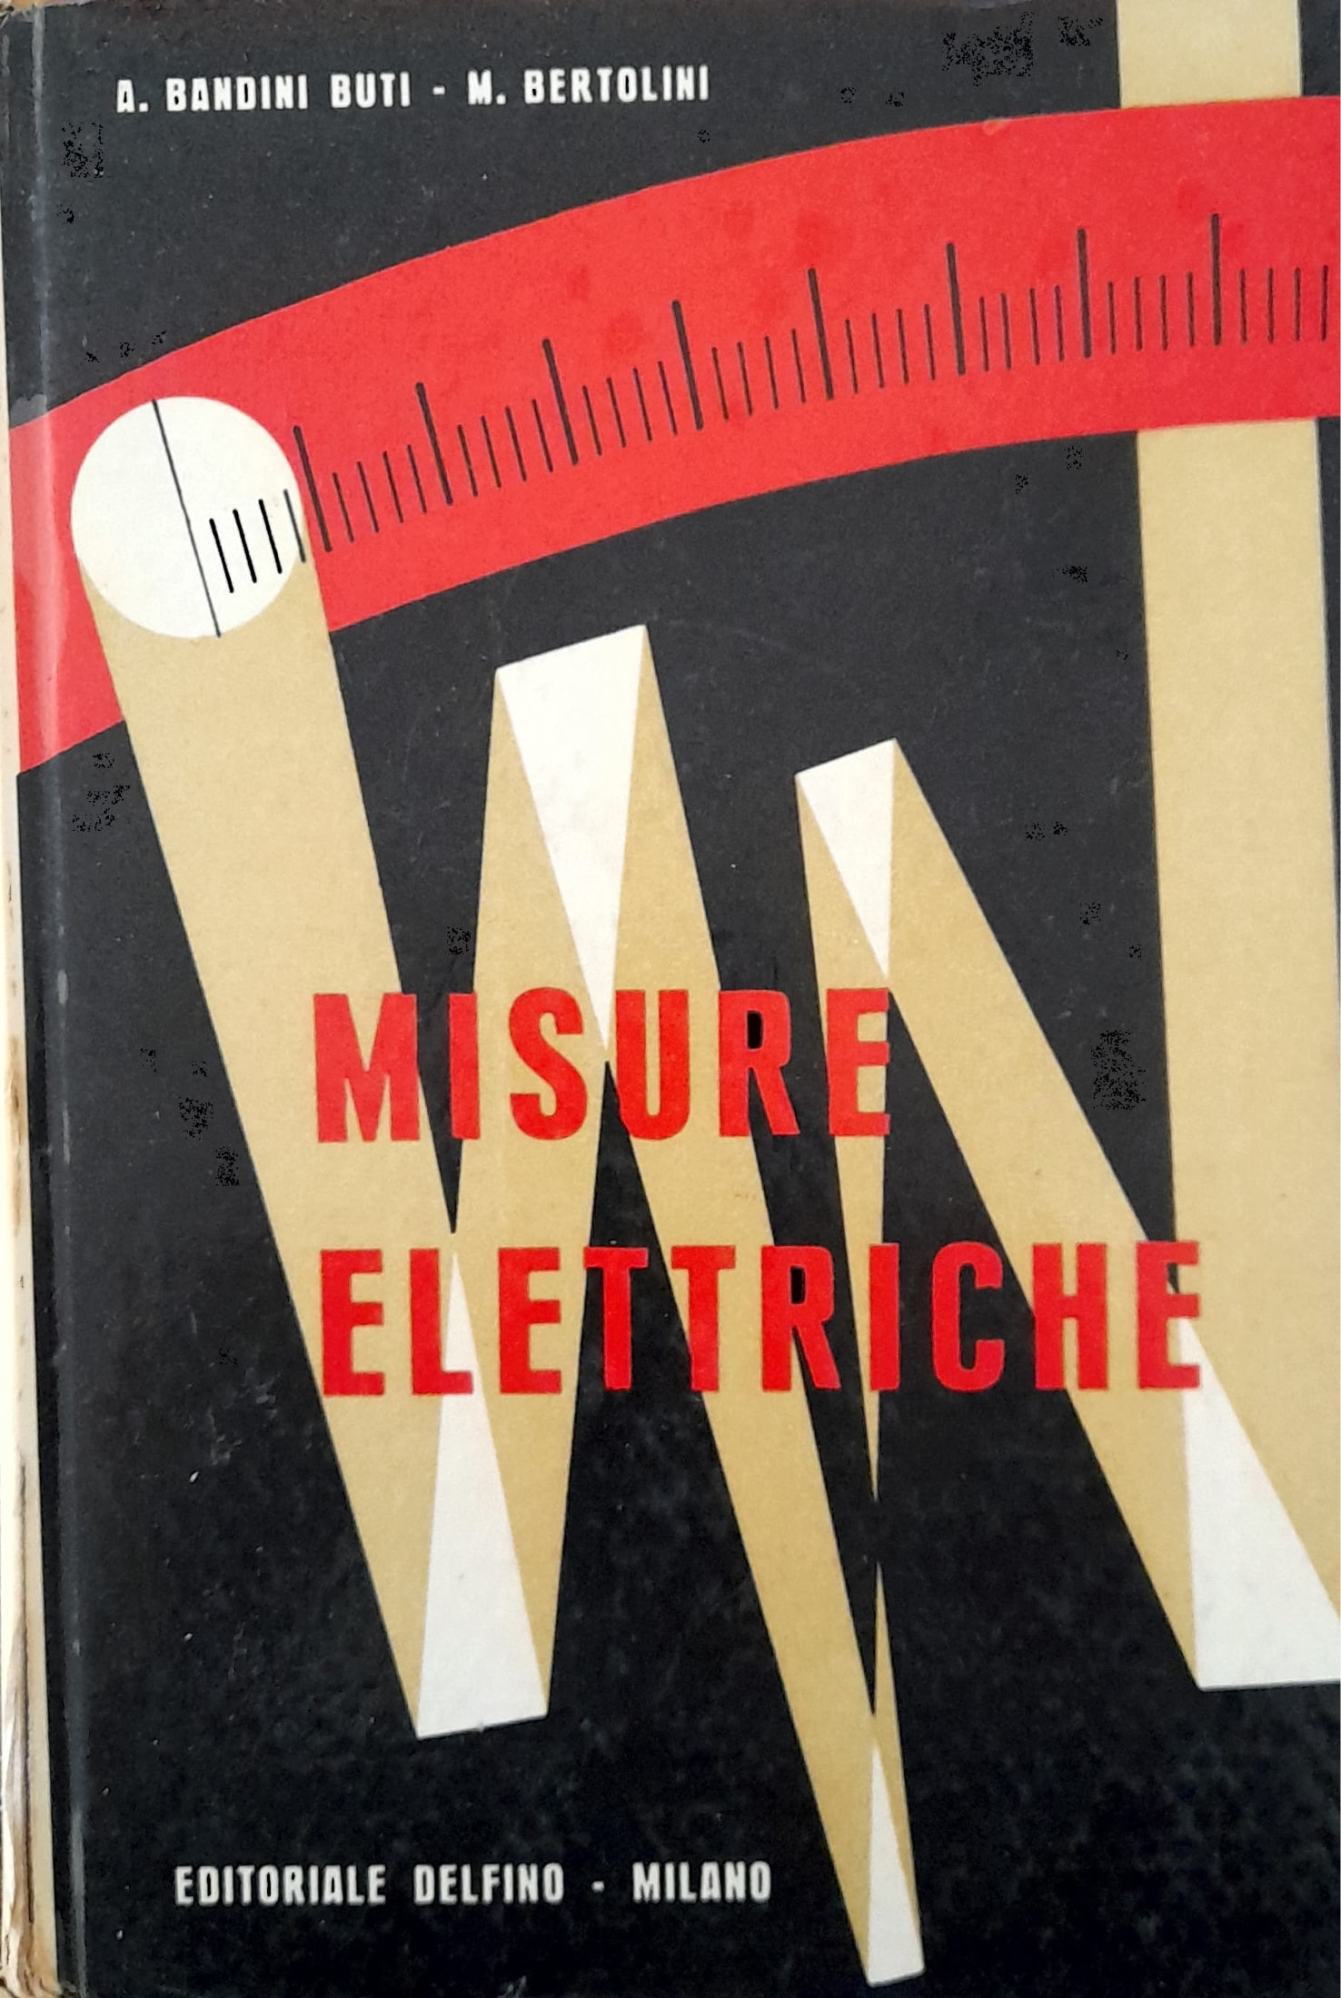 A. BANDINI BUTI - M. BERTOLINI
MISURE
ELETTRICHE
EDITORIALE DELFINO - MILANO